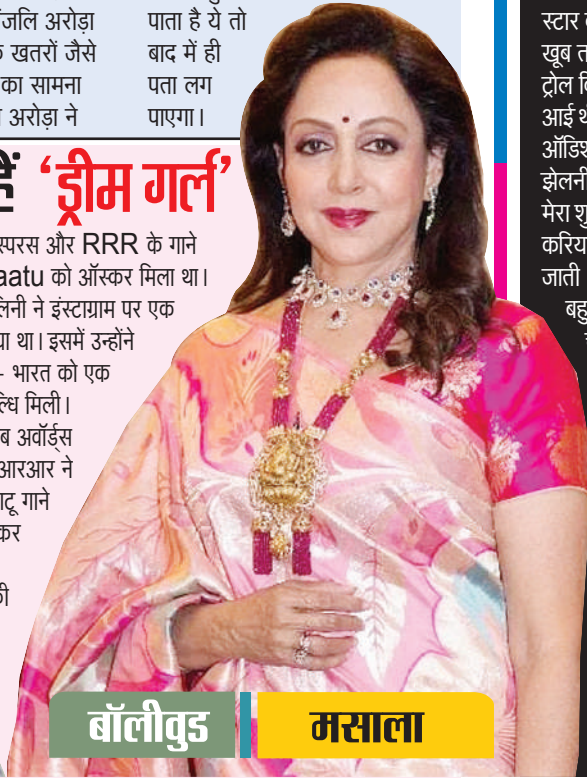 जलि अरोड़ा
खतरों जैसे
का सामना
अरोड़ा ने
पाता है ये तो
बाद में ही
पता लग
पाएगा।
हैं ‘ड्रीम गर्ल’
स्परस और RRR के गाने
aatu को ऑस्कर मिला था।
लिनी ने इंस्टाग्राम पर एक
या था। इसमें उन्होंने
- भारत को एक
ब्धि मिली।
ब अवॉर्ड्स
आरआर ने
टू गाने
कर
बॉलीवुड मसाला
स्टार
खूब
ट्रोल
आई
ऑडिश
झेलनी
मेरा
करिय
जाती
बहु